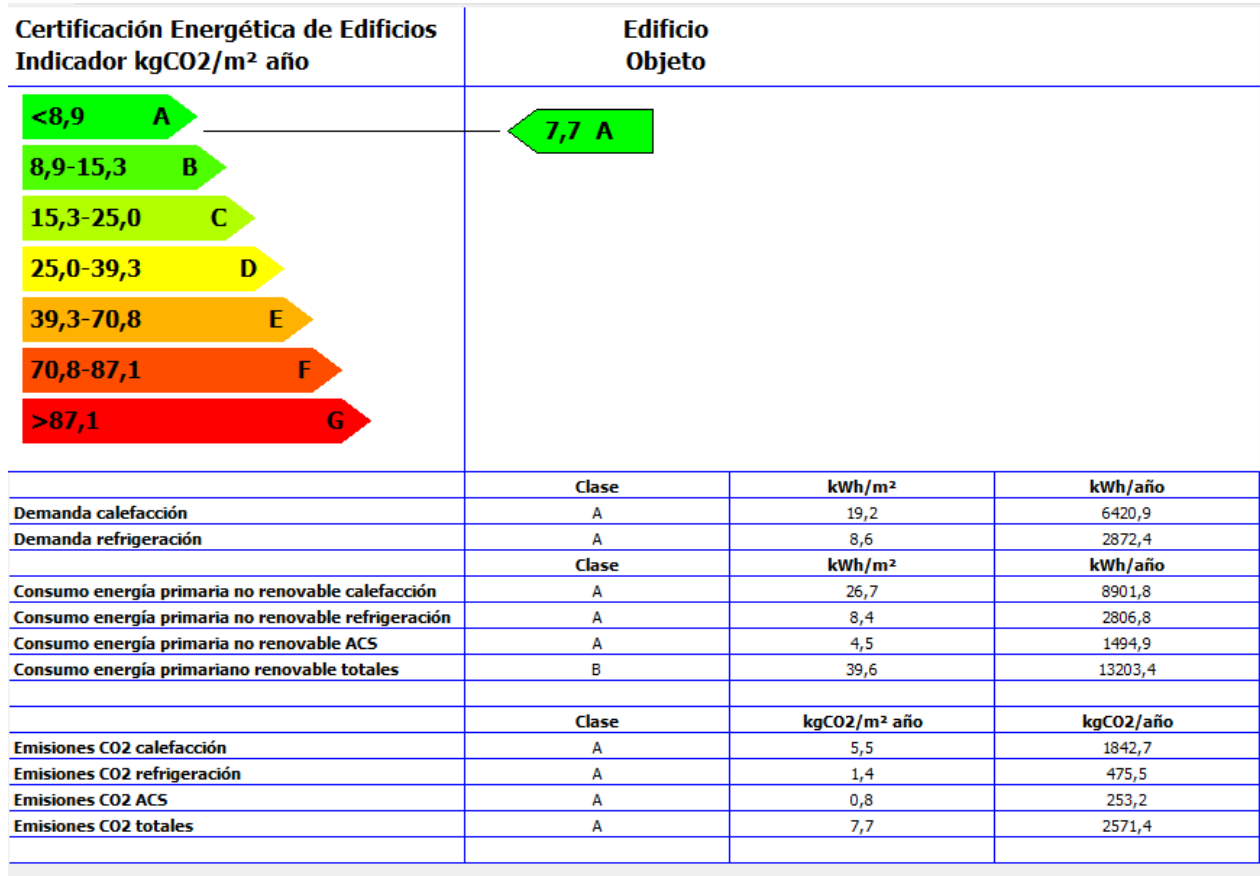 Certificación Energética de Edificios
Indicador kgCO2/m² año
Edificio
Objeto
<8,9 A
8,9-15,3 B
15,3-25,0 C
25,0-39,3 D
39,3-70,8 E
70,8-87,1 F
>87,1 G
7,7 A
Clase kWh/m² kWh/año
Demanda calefacción A 19,2 6420,9
Demanda refrigeración A 8,6 2872,4
Clase kWh/m² kWh/año
Consumo energía primaria no renovable calefacción A 26,7 8901,8
Consumo energía primaria no renovable refrigeración A 8,4 2806,8
Consumo energía primaria no renovable ACS A 4,5 1494,9
Consumo energía primariano renovable totales B 39,6 13203,4
Clase kgCO2/m² año kgCO2/año
Emisiones CO2 calefacción A 5,5 1842,7
Emisiones CO2 refrigeración A 1,4 475,5
Emisiones CO2 ACS A 0,8 253,2
Emisiones CO2 totales A 7,7 2571,4